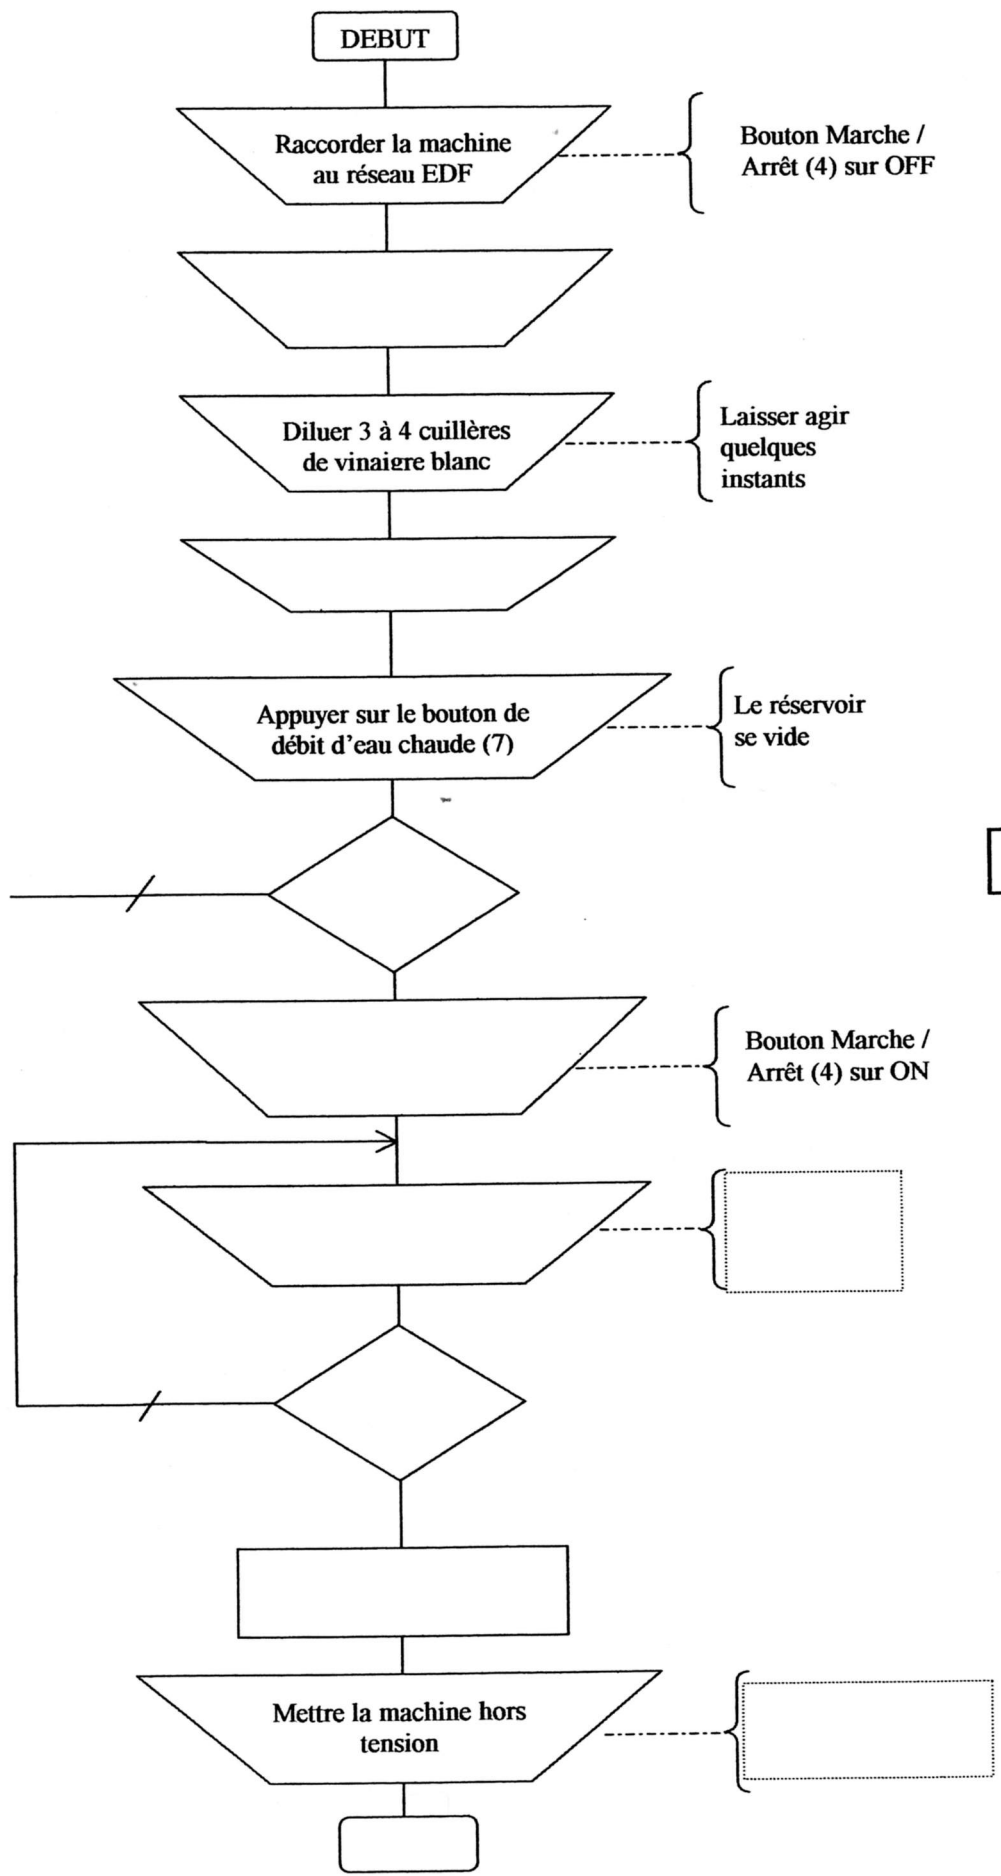 DEBUT
Raccorder la machine
au réseau EDF
Bouton Marche /
Arrêt (4) sur OFF
Diluer 3 à 4 cuillères
de vinaigre blanc
Laisser agir
quelques
instants
Appuyer sur le bouton de
débit d'eau chaude (7)
Le réservoir
se vide
Bouton Marche /
Arrêt (4) sur ON
Mettre la machine hors
tension